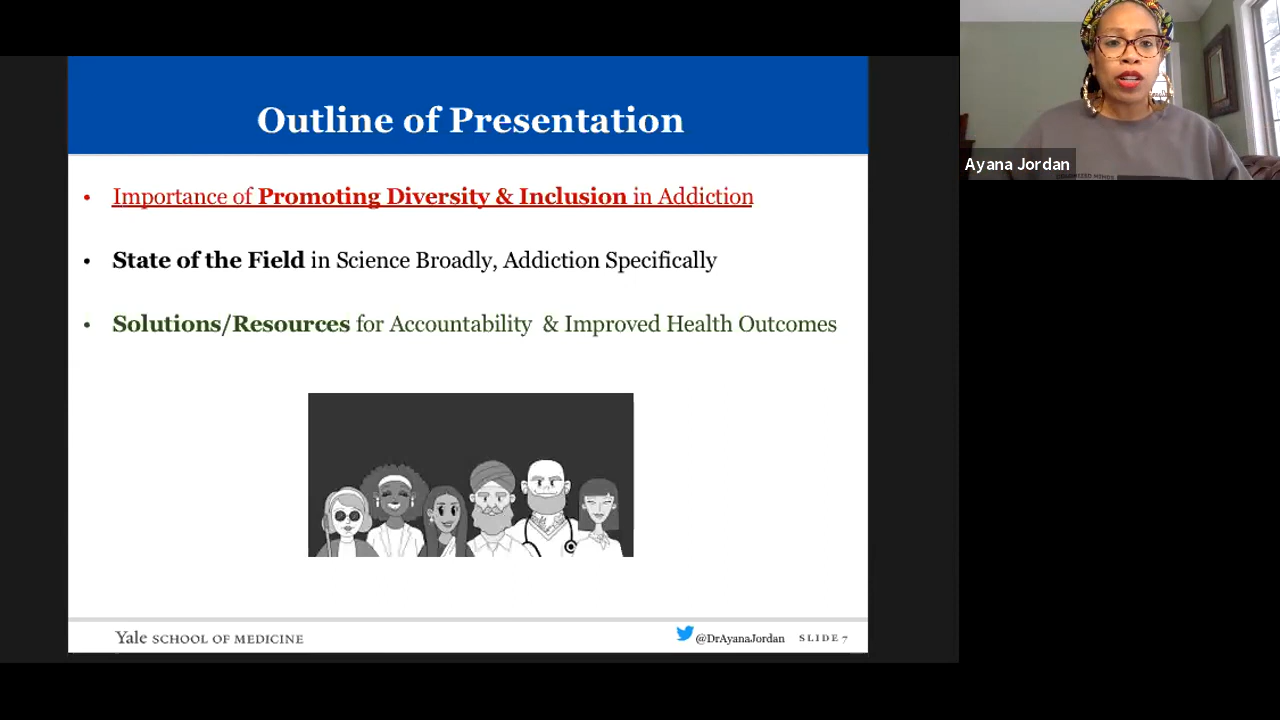 Outline of Presentation
• Importance of Promoting Diversity & Inclusion in Addiction
• State of the Field in Science Broadly, Addiction Specifically
• Solutions/Resources for Accountability & Improved Health Outcomes
Yale SCHOOL OF MEDICINE
@DrAyanaJordan
SLIDE 7
Ayana Jordan